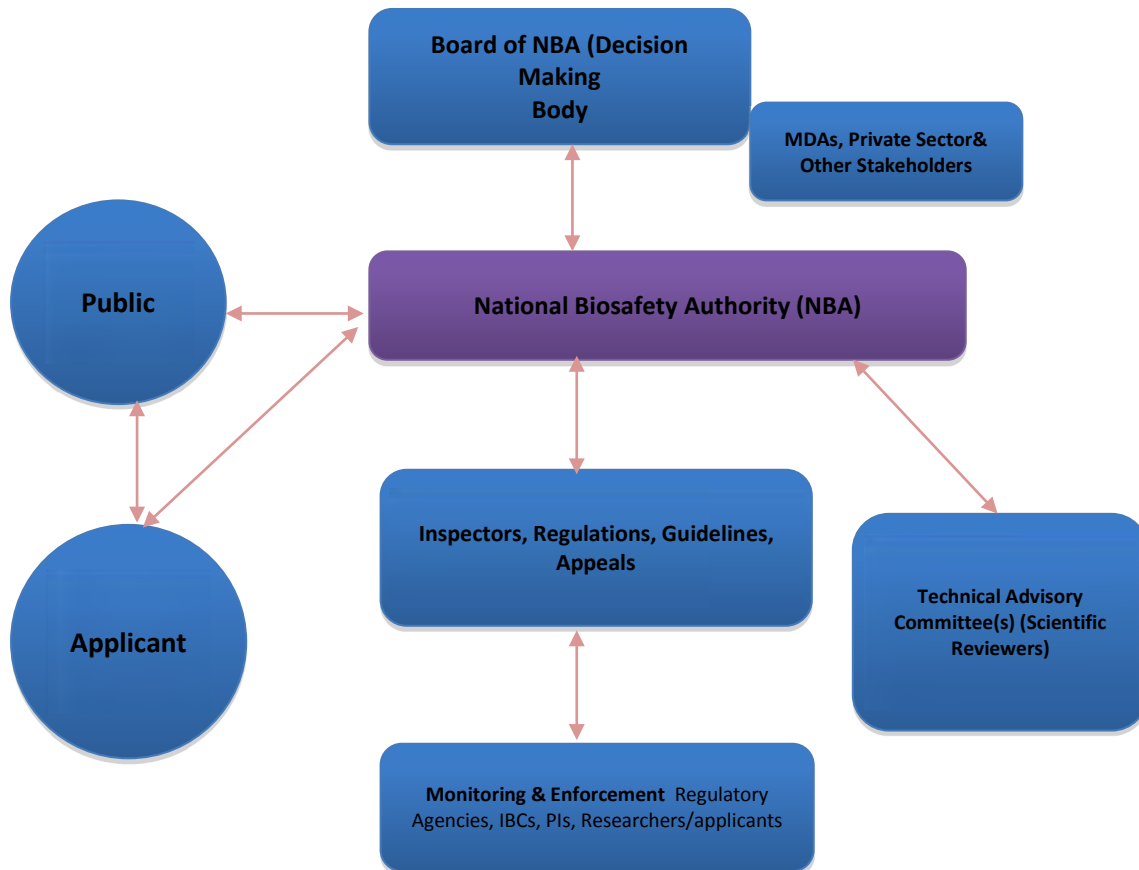 Board of NBA (Decision
Making
Body
MDAs, Private Sector&
Other Stakeholders
Public
National Biosafety Authority (NBA)
Inspectors, Regulations, Guidelines,
Appeals
Technical Advisory
Committee(s) (Scientific
Reviewers)
Applicant
Monitoring & Enforcement Regulatory
Agencies, IBCs, PIs, Researchers/applicants